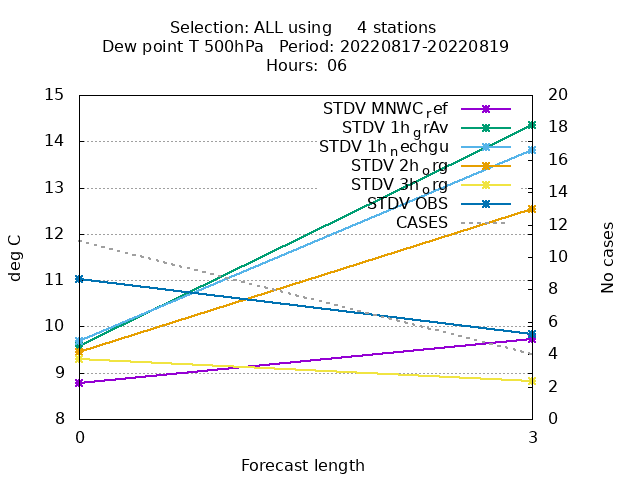 Selection: ALL using 4 stations
Dew point T 500hPa Period: 20220817-20220819
Hours: 06
15
14
13
12
11
10
9
8
20
18
16
14
12
10
8
6
4
2
0
STDV MNWC_ref
STDV 1h_grAv
STDV 1h_nechgu
STDV 2h_org
STDV 3h_org
STDV OBS
CASES
deg C
No cases
0 3
Forecast length